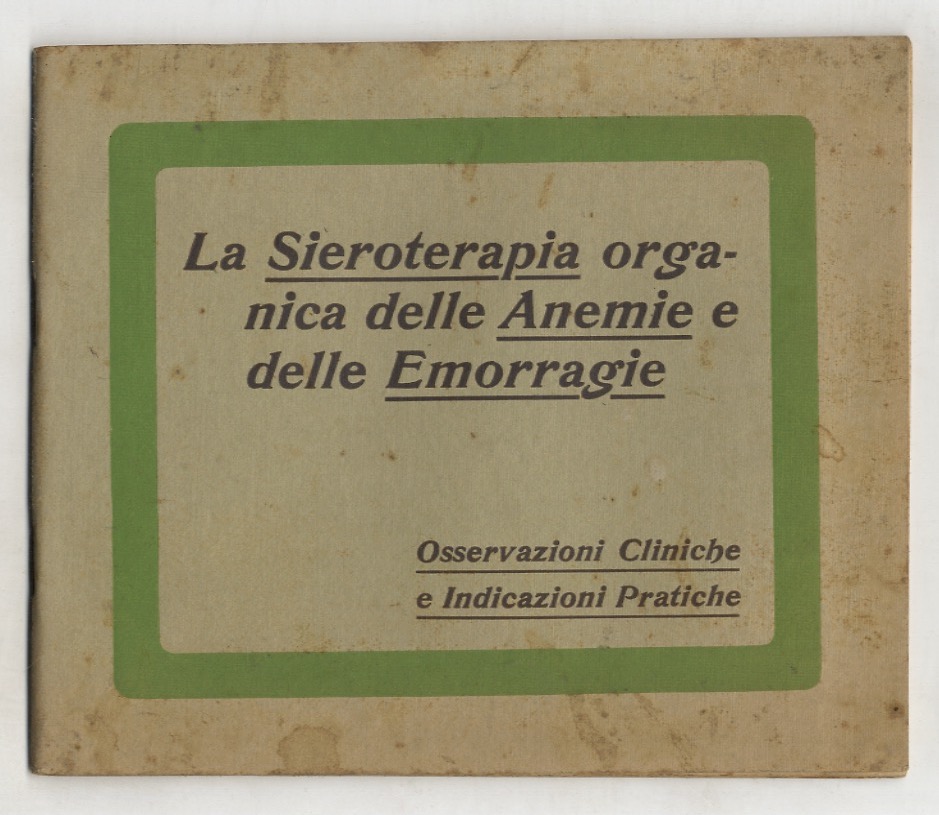 La Sieroterapia orga-
nica delle Anemie e
delle Emorragie
Osservazioni Cliniche
e Indicazioni Pratiche